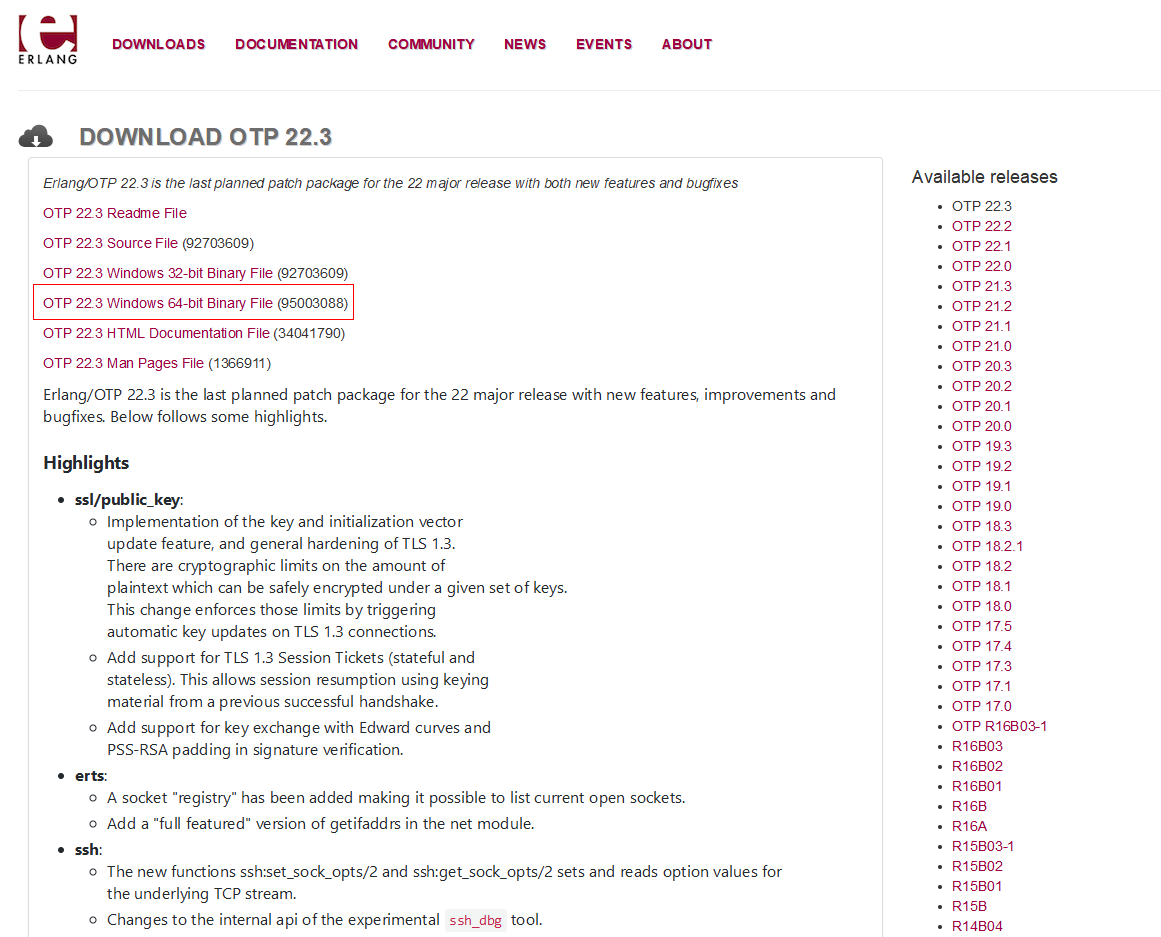 ERLANG
DOWNLOADS DOCUMENTATION COMMUNITY NEWS EVENTS ABOUT
DOWNLOAD OTP 22.3
Erlang/OTP 22.3 is the last planned patch package for the 22 major release with both new features and bugfixes
OTP 22.3 Readme File
OTP 22.3 Source File (92703609)
OTP 22.3 Windows 32-bit Binary File (92703609)
OTP 22.3 Windows 64-bit Binary File (95003088)
OTP 22.3 HTML Documentation File (34041790)
OTP 22.3 Man Pages File (1366911)
Erlang/OTP 22.3 is the last planned patch package for the 22 major release with new features, improvements and
bugfixes. Below follows some highlights.
Highlights
• ssl/public_key:
Implementation of the key and initialization vector
update feature, and general hardening of TLS 1.3.
There are cryptographic limits on the amount of
plaintext which can be safely encrypted under a given set of keys.
This change enforces those limits by triggering
automatic key updates on TLS 1.3 connections.
Add support for TLS 1.3 Session Tickets (stateful and
stateless). This allows session resumption using keying
material from a previous successful handshake.
Add support for key exchange with Edward curves and
PSS-RSA padding in signature verification.
• erts:
A socket "registry" has been added making it possible to list current open sockets.
Add a "full featured" version of getifaddrs in the net module.
• ssh:
The new functions ssh:set_sock_opts/2 and ssh:get_sock_opts/2 sets and reads option values for
the underlying TCP stream.
Changes to the internal api of the experimental ssh_dbg tool.
Available releases
• OTP 22.3
• OTP 22.2
• OTP 22.1
• OTP 22.0
• OTP 21.3
• OTP 21.2
• OTP 21.1
• OTP 21.0
• OTP 20.3
• OTP 20.2
• OTP 20.1
• OTP 20.0
• OTP 19.3
• OTP 19.2
• OTP 19.1
• OTP 19.0
• OTP 18.3
• OTP 18.2.1
• OTP 18.2
• OTP 18.1
• OTP 18.0
• OTP 17.5
• OTP 17.4
• OTP 17.3
• OTP 17.1
• OTP 17.0
• OTP R16B03-1
• R16B03
• R16B02
• R16B01
• R16B
• R16A
• R15B03-1
• R15B02
• R15B01
• R15B
• R14B04